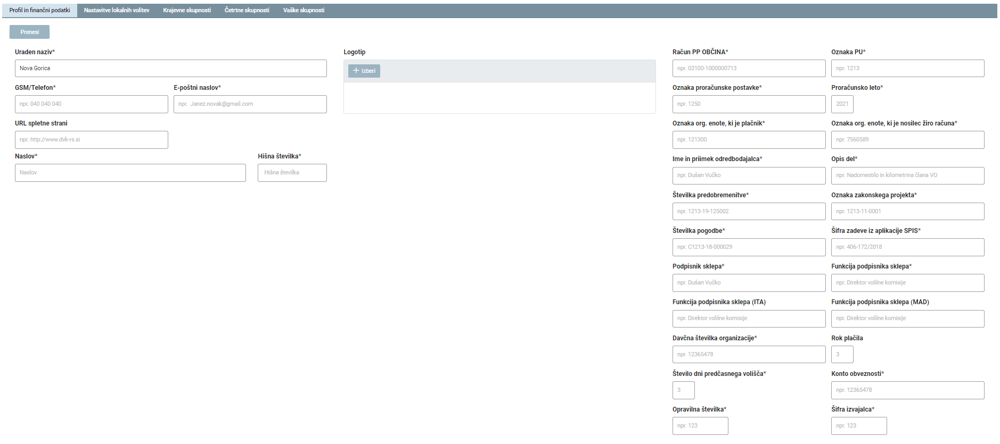 Profil in finančni podatki Nastavitve lokalnih volitev Krajevne skupnosti Četrtne skupnosti Vaške skupnosti
Prenesi
Uraden naziv*
Nova Gorica
GSM/Telefon* E-poštni naslov*
npr. 040 040 040 npr. Janez.novak@gmail.com
URL spletne strani
npr. http://www.dvk-rs.si
Naslov* Hišna številka*
Naslov Hišna številka
Logotip
+ Izberi
Račun PP OBČINA* Oznaka PU*
npr. 03100-1000000713 npr. 1213
Oznaka proračunske postavke* Proračunsko leto*
npr. 1250 2021
Oznaka org. enote, ki je plačnik* Oznaka org. enote, ki je nosilec žiro računa*
npr. 121300 npr. 7560589
Ime in priimek odredbodajalca* Opis del*
npr. Dušan Vučko npr. Nadomestilo in kilometrina člana VO
Številka predobremenitve* Oznaka zakonskega projekta*
npr. 1213-19-125002 npr. 1213-11-0001
Številka pogodbe* Šifra zadeve iz aplikacije SPIS*
npr. C1213-18-000029 npr. 406-172/2018
Podpisnik sklepa* Funkcija podpisnika sklepa*
npr. Dušan Vučko npr. Direktor volilne komisije
Funkcija podpisnika sklepa (ITA) Funkcija podpisnika sklepa (MAD)
npr. Direktor volilne komisije npr. Direktor volilne komisije
Davčna številka organizacije* Rok plačila
npr. 12365478 3
Število dni predčasnega volišča* Konto obveznosti*
3 npr. 12365478
Opravilna številka* Šifra izvajalca*
npr. 123 npr. 123